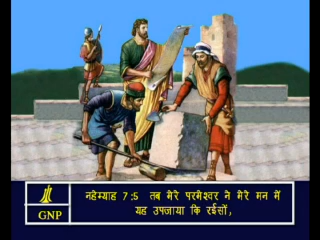 नहेम्याह 7:5 तब मेरे परमेश्वर ने मेरे मन में
यह उपजाया कि रईसों,
GNP